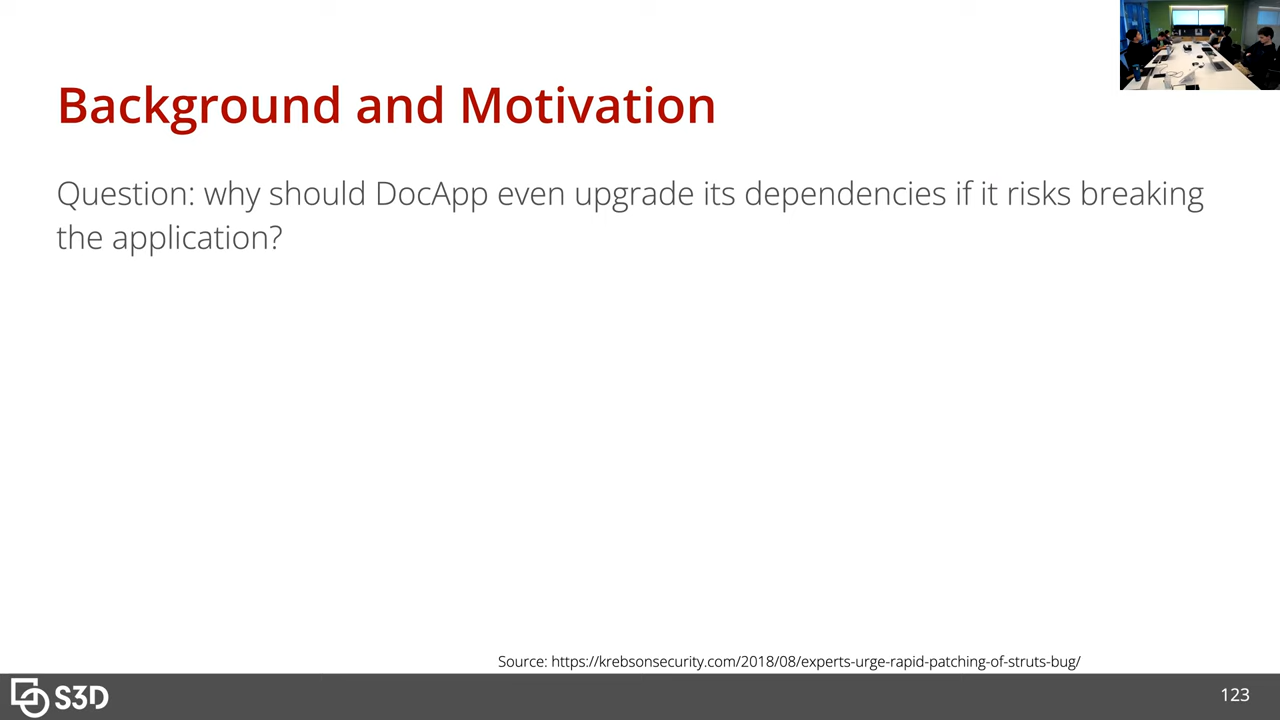 Background and Motivation
Question: why should DocApp even upgrade its dependencies if it risks breaking
the application?
Source: https://krebsonsecurity.com/2018/08/experts-urge-rapid-patching-of-struts-bug/
S3D
123